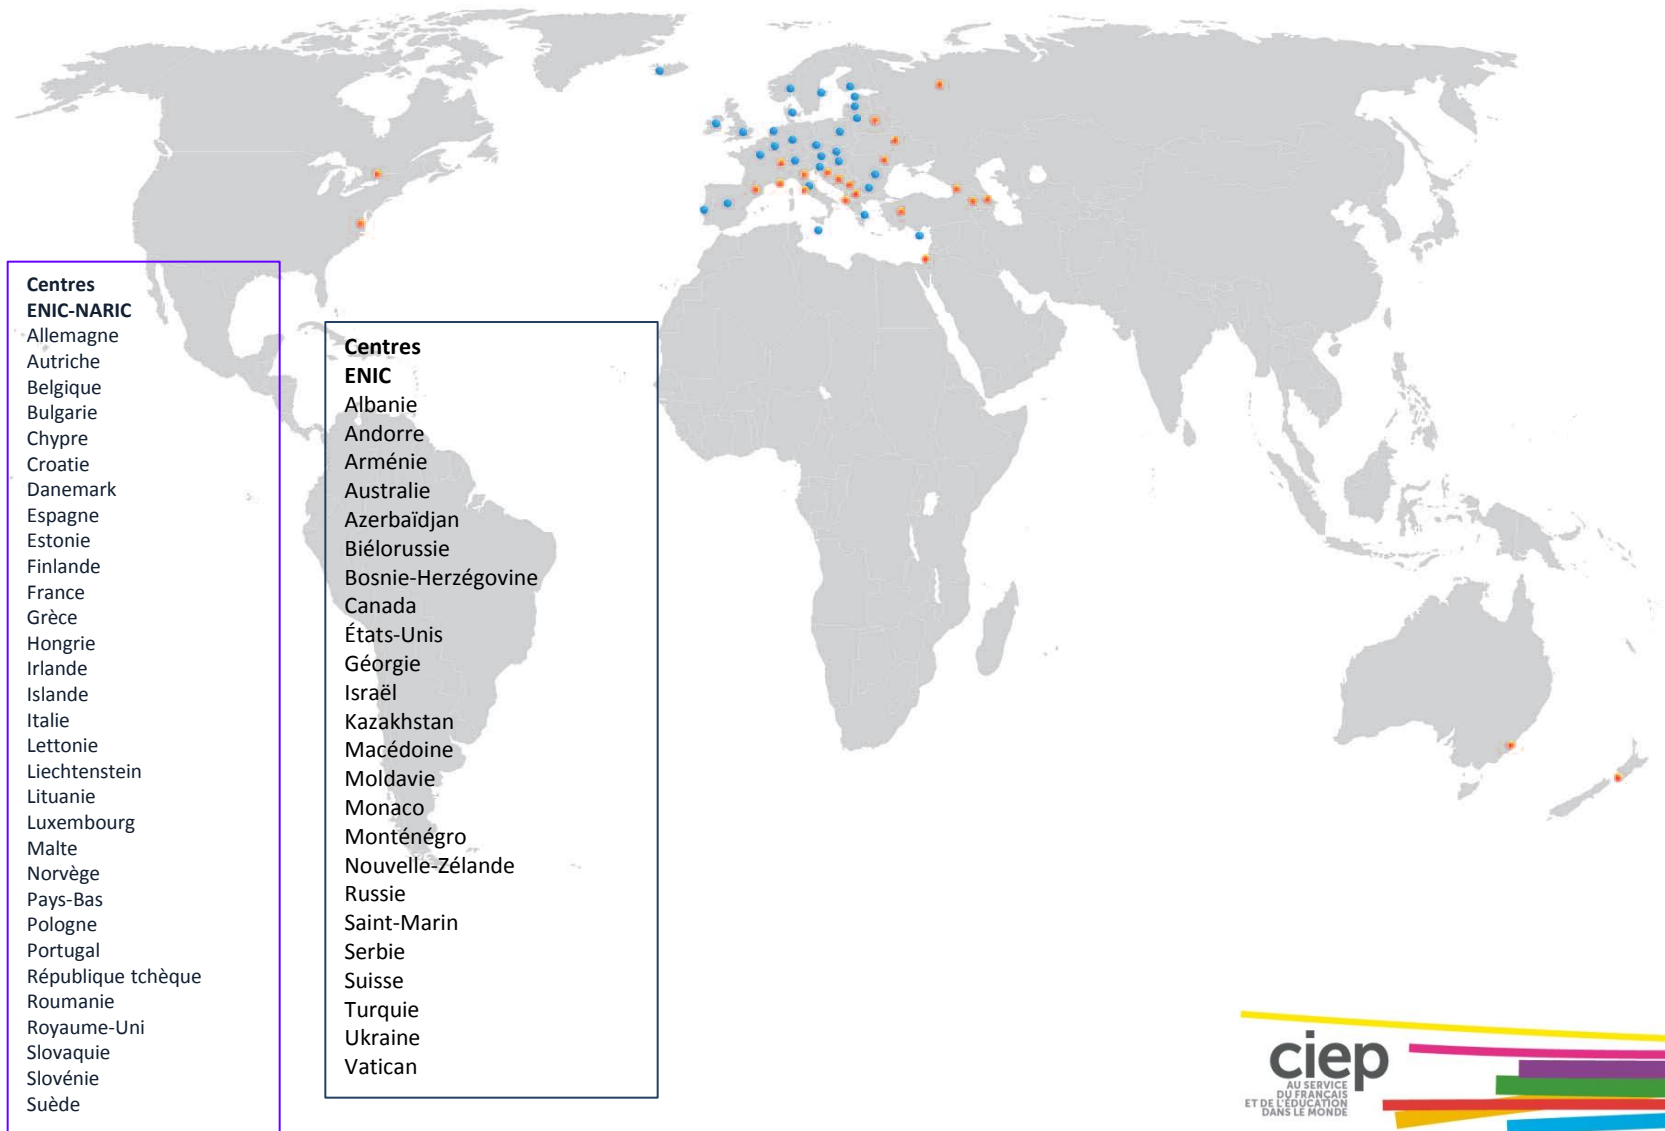 Centres
ENIC-NARIC
Allemagne
Autriche
Belgique
Bulgarie
Chypre
Croatie
Danemark
Espagne
Estonie
Finlande
France
Grèce
Hongrie
Irlande
Islande
Italie
Lettonie
Liechtenstein
Lituanie
Luxembourg
Malte
Norvège
Pays-Bas
Pologne
Portugal
République tchèque
Roumanie
Royaume-Uni
Slovaquie
Slovénie
Suède
Centres
ENIC
Albanie
Andorre
Arménie
Australie
Azerbaïdjan
Biélorussie
Bosnie-Herzégovine
Canada
États-Unis
Géorgie
Israël
Kazakhstan
Macédoine
Moldavie
Monaco
Monténégro
Nouvelle-Zélande
Russie
Saint-Marin
Serbie
Suisse
Turquie
Ukraine
Vatican
ciep
AU SERVICE
DU FRANÇAIS
ET DE L'ÉDUCATION
DANS LE MONDE